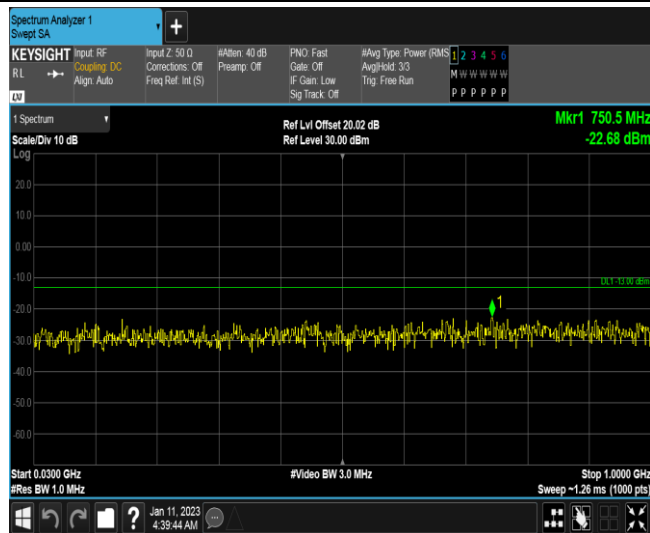 Spectrum Analyzer 1
Swept SA
+
KEYSIGHT
RL
Input: RF
Coupling: DC
Align: Auto
Input Z: 50 Ω
Corrections: Off
Freq Ref: Int (S)
#Atten: 40 dB
Preamp: Off
PNO: Fast
Gate: Off
IF Gain: Low
Sig Track: Off
#Avg Type: Power (RMS
Avg|Hold: 3/3
Trig: Free Run
1 2 3 4 5 6
M W W W W W
P P P P P P
1 Spectrum
Scale/Div 10 dB
Log
Ref Lvl Offset 20.02 dB
Ref Level 30.00 dBm
Mkr1 750.5 MHz
-22.68 dBm
20.0
10.0
0.00
-10.0
DL1 -13.00 dBm
-20.0
1
-30.0
-40.0
-50.0
-60.0
Start 0.0300 GHz
#Res BW 1.0 MHz
#Video BW 3.0 MHz
Stop 1.0000 GHz
Sweep ~1.26 ms (1000 pts)
?
Jan 11, 2023
4:39:44 AM